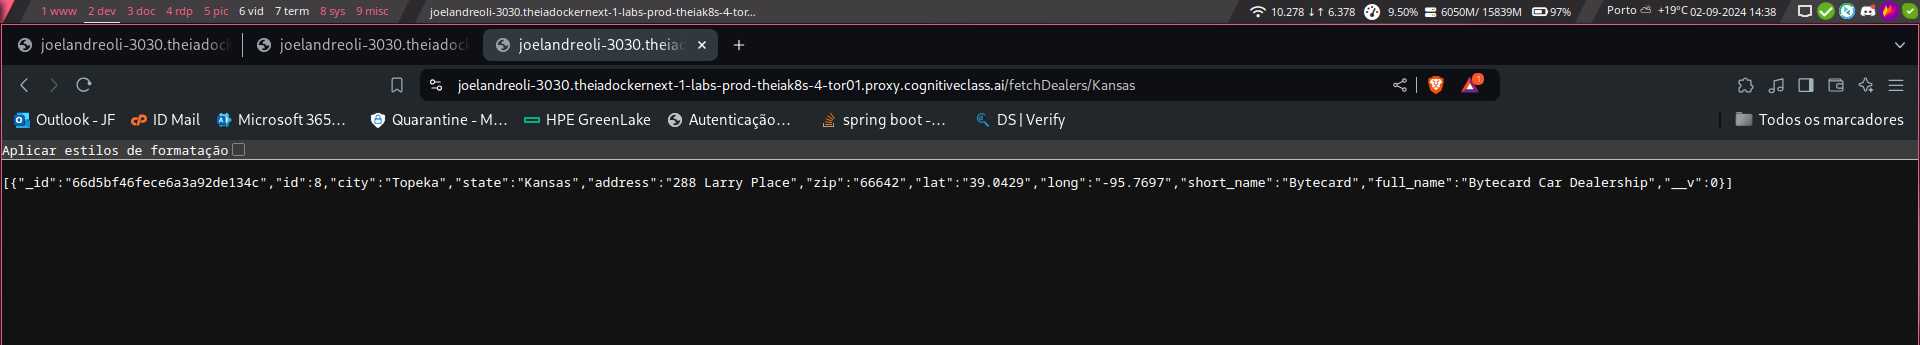 1 www 2 dev 3 doc 4 rdp 5 pic 6 vid 7 term 8 sys 9 misc joelandreoli-3030.theiadockernext-1-labs-prod-theiak8s-4-tor... 10.278 ↓↑ 6.378 9.50% 6050M/ 15839M 97% Porto +19°C 02-09-2024 14:38
joelandreoli-3030.theiadock joelandreoli-3030.theiadock joelandreoli-3030.theiad
joelandreoli-3030.theiadockernext-1-labs-prod-theiak8s-4-tor01.proxy.cognitiveclass.ai/fetchDealers/Kansas 1
Outlook - JF ID Mail Microsoft 365... Quarantine - M... HPE GreenLake Autenticação... spring boot -... DS | Verify Todos os marcadores
Aplicar estilos de formatação
[{"_id":"66d5bf46fece6a3a92de134c","id":8,"city":"Topeka","state":"Kansas","address":"288 Larry Place","zip":"66642","lat":"39.0429","long":"-95.7697","short_name":"Bytecard","full_name":"Bytecard Car Dealership","__v":0}]